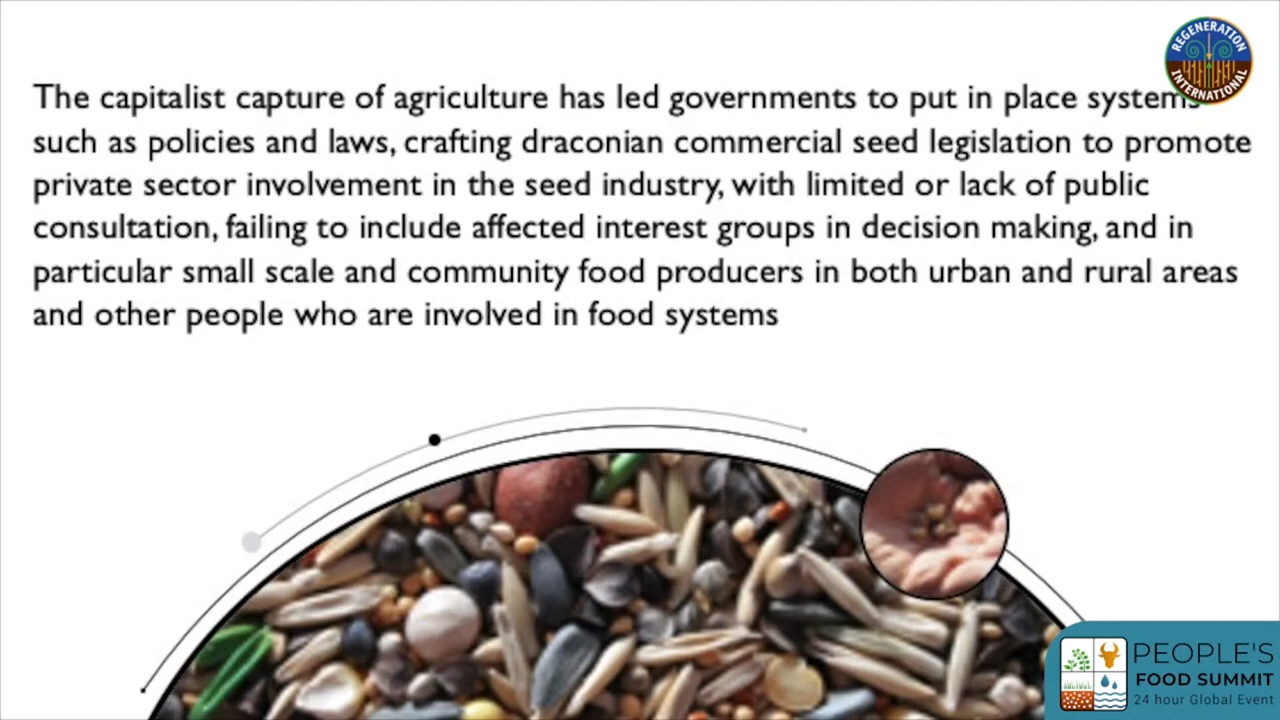 REGENERATION
INTERNATIONAL
The capitalist capture of agriculture has led governments to put in place systems
such as policies and laws, crafting draconian commercial seed legislation to promote
private sector involvement in the seed industry, with limited or lack of public
consultation, failing to include affected interest groups in decision making, and in
particular small scale and community food producers in both urban and rural areas
and other people who are involved in food systems
PEOPLE'S
FOOD SUMMIT
24 hour Global Event